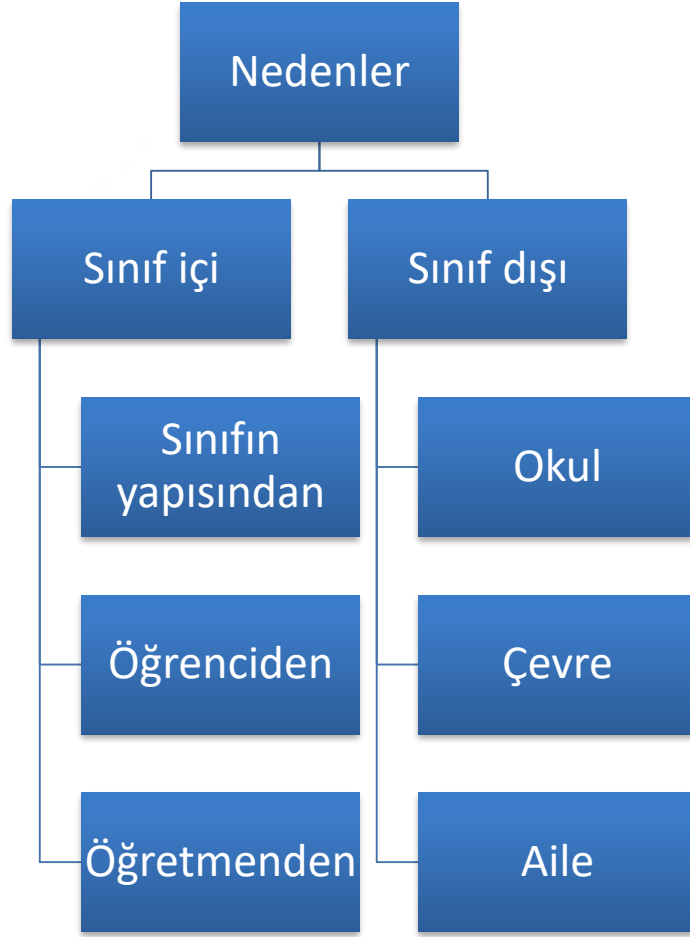 Nedenler
Sınıf içi
Sınıf dışı
Sınıfın
yapısından
Okul
Öğrenciden
Çevre
Öğretmenden
Aile